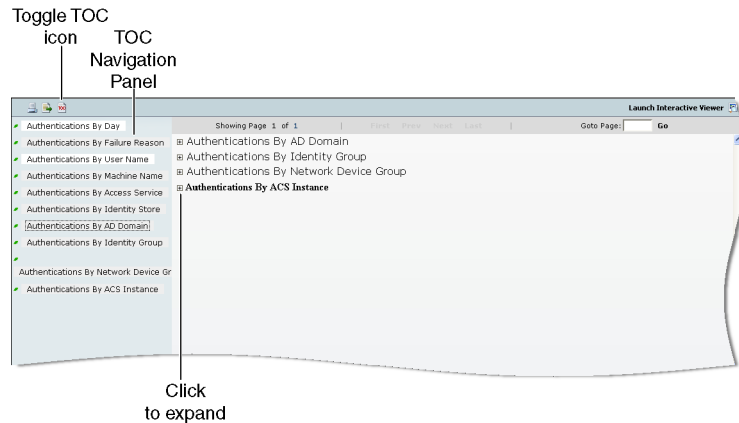 Toggle TOC
icon
TOC
Navigation
Panel
TOC
Launch Interactive Viewer
Showing Page 1 of 1 | First Prev Next Last | Goto Page: Go
Authentications By Day
Authentications By Failure Reason
Authentications By User Name
Authentications By Machine Name
Authentications By Access Service
Authentications By Identity Store
Authentications By AD Domain
Authentications By Identity Group
Authentications By Network Device Gr
Authentications By ACS Instance
Authentications By AD Domain
Authentications By Identity Group
Authentications By Network Device Group
Authentications By ACS Instance
Click
to expand